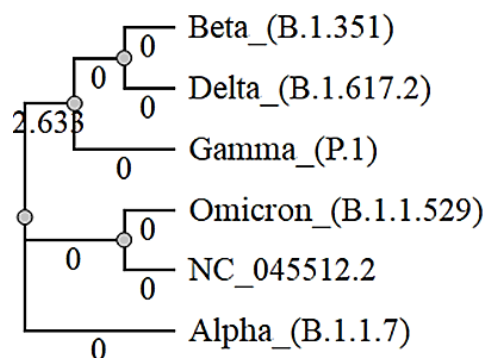 0
Beta_(B.1.351)
0
0
Delta_(B.1.617.2)
2.633
0
Gamma_(P.1)
0
Omicron_(B.1.1.529)
0
0
NC_045512.2
0
Alpha_(B.1.1.7)
0